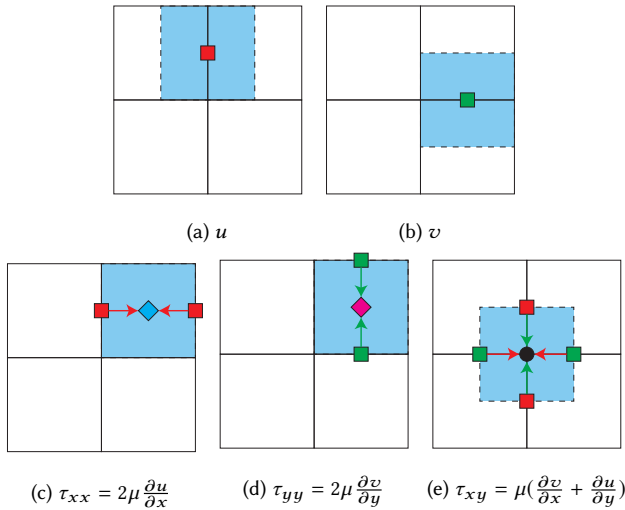 (a) u
(b) v
(c) τxx = 2μ ∂u/∂x
(d) τyy = 2μ ∂v/∂y
(e) τxy = μ(∂v/∂x + ∂u/∂y)